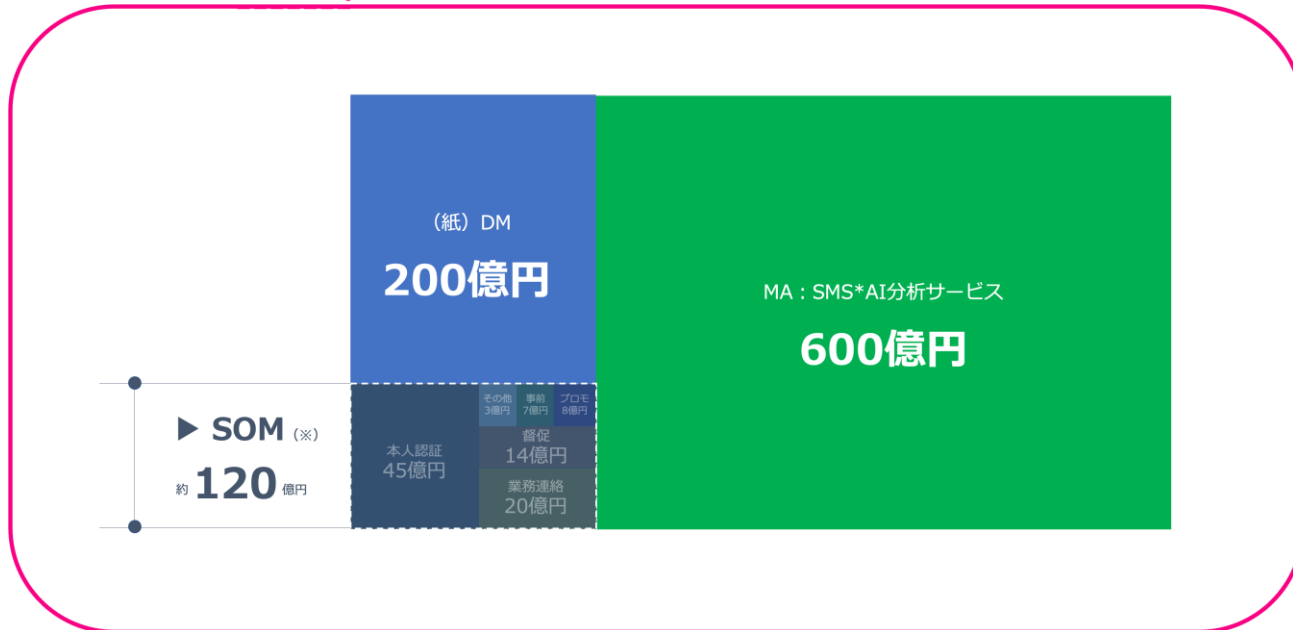 （紙）DM
200億円
MA：SMS*AI分析サービス
600億円
▶ SOM（※）
約120億円
本人認証
45億円
その他
3億円
事前
7億円
プロモ
8億円
督促
14億円
業務連絡
20億円